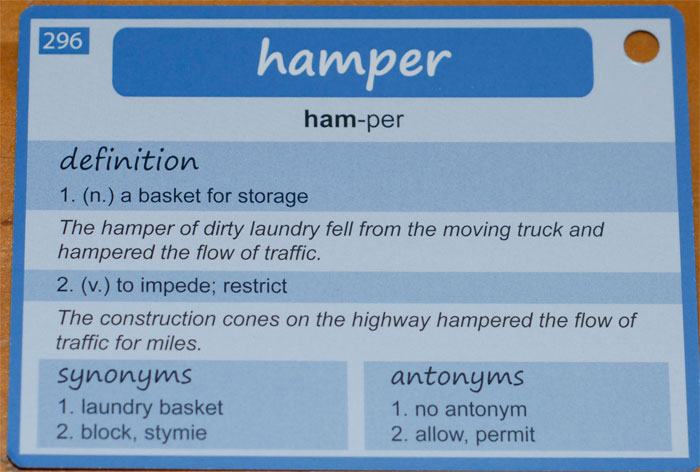 296
hamper
ham-per
definition
1. (n.) a basket for storage
The hamper of dirty laundry fell from the moving truck and
hampered the flow of traffic.
2. (v.) to impede; restrict
The construction cones on the highway hampered the flow of
traffic for miles.
synonyms
1. laundry basket
2. block, stymie
antonyms
1. no antonym
2. allow, permit